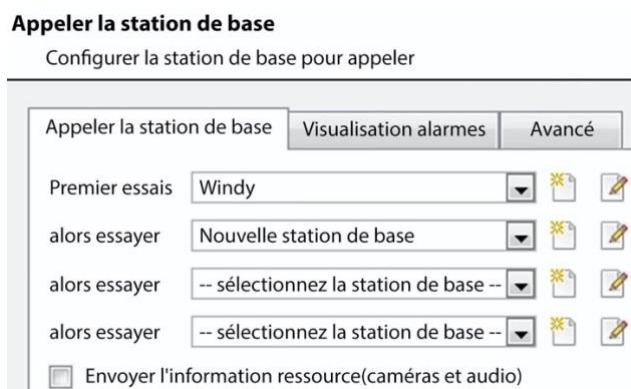 Appeler la station de base
Configurer la station de base pour appeler
Appeler la station de base Visualisation alarmes Avancé
Premier essais Windy
alors essayer Nouvelle station de base
alors essayer -- sélectionnez la station de base --
alors essayer -- sélectionnez la station de base --
Envoyer l'information ressource(caméras et audio)